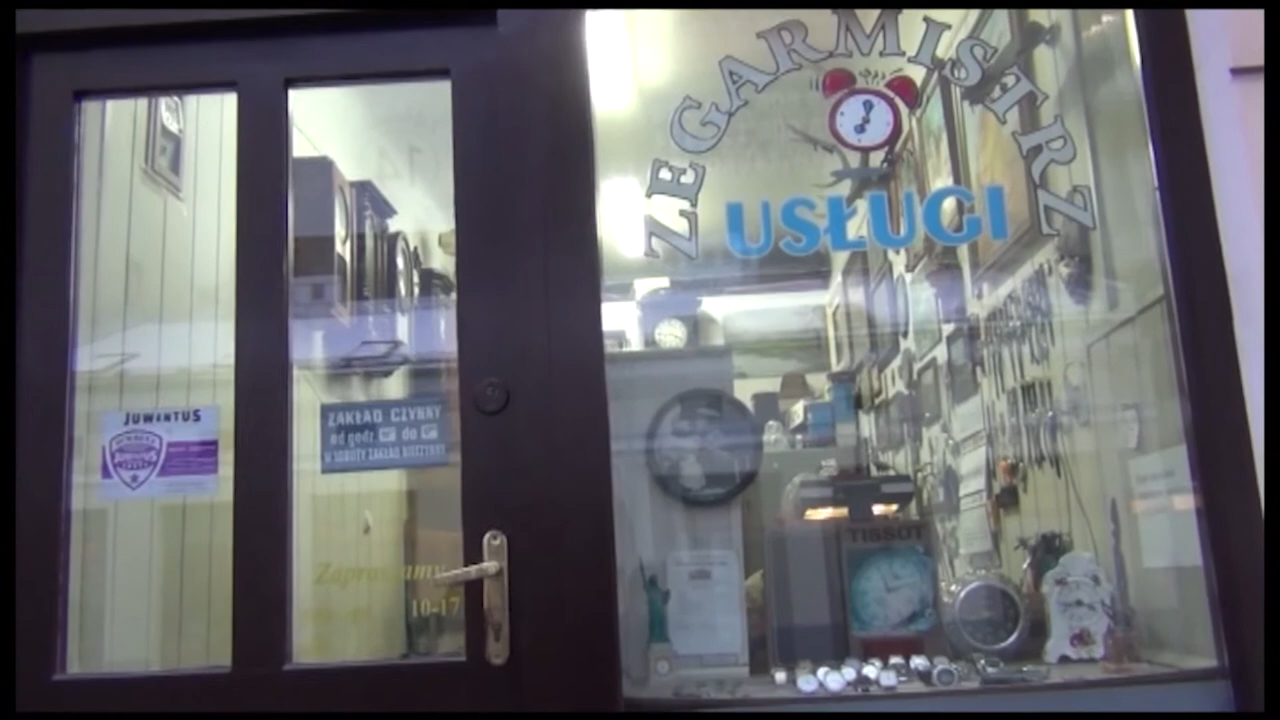 ZEGARMISTRZ
USŁUGI
JUWENTUS
ZAKŁAD CZYNNY
od godz. do
W SOBOTY ZAKŁAD NIECZYNNY
Zapraszamy
10-17
TISSOT